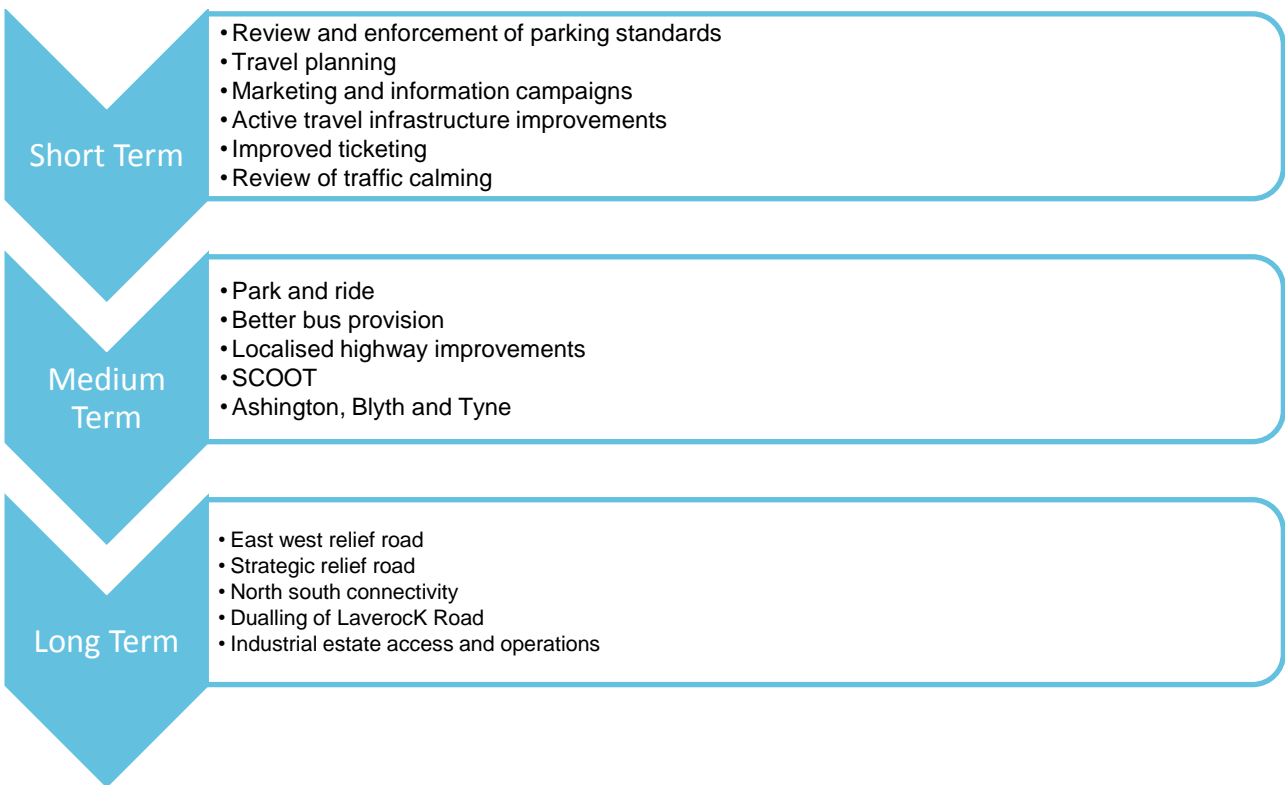 Short Term
• Review and enforcement of parking standards
• Travel planning
• Marketing and information campaigns
• Active travel infrastructure improvements
• Improved ticketing
• Review of traffic calming
Medium
Term
• Park and ride
• Better bus provision
• Localised highway improvements
• SCOOT
• Ashington, Blyth and Tyne
Long Term
• East west relief road
• Strategic relief road
• North south connectivity
• Dualling of LaverocK Road
• Industrial estate access and operations